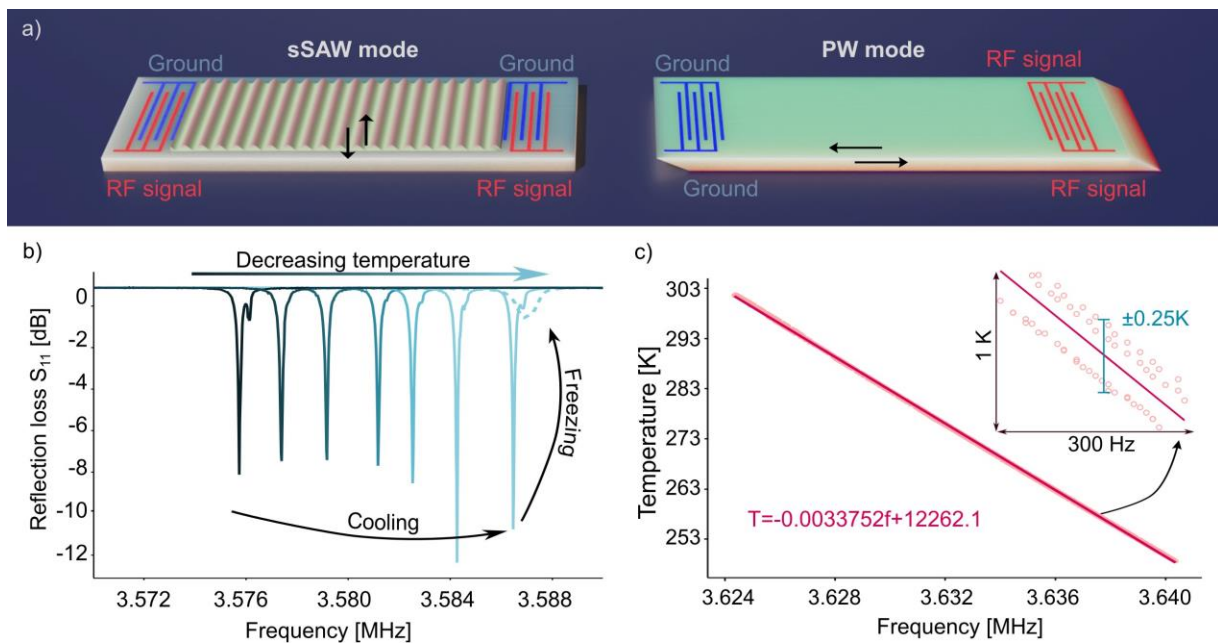 a)
sSAW mode
PW mode
Ground
Ground
Ground
RF signal
RF signal
RF signal
Ground
RF signal
b)
Decreasing temperature
0
-2
-4
-6
-8
-10
-12
Reflection loss S₁₁ [dB]
Freezing
Cooling
3.572
3.576
3.580
3.584
3.588
Frequency [MHz]
c)
303
293
283
273
263
253
Temperature [K]
1 K
±0.25K
300 Hz
T=-0.0033752f+12262.1
3.624
3.628
3.632
3.636
3.640
Frequency [MHz]